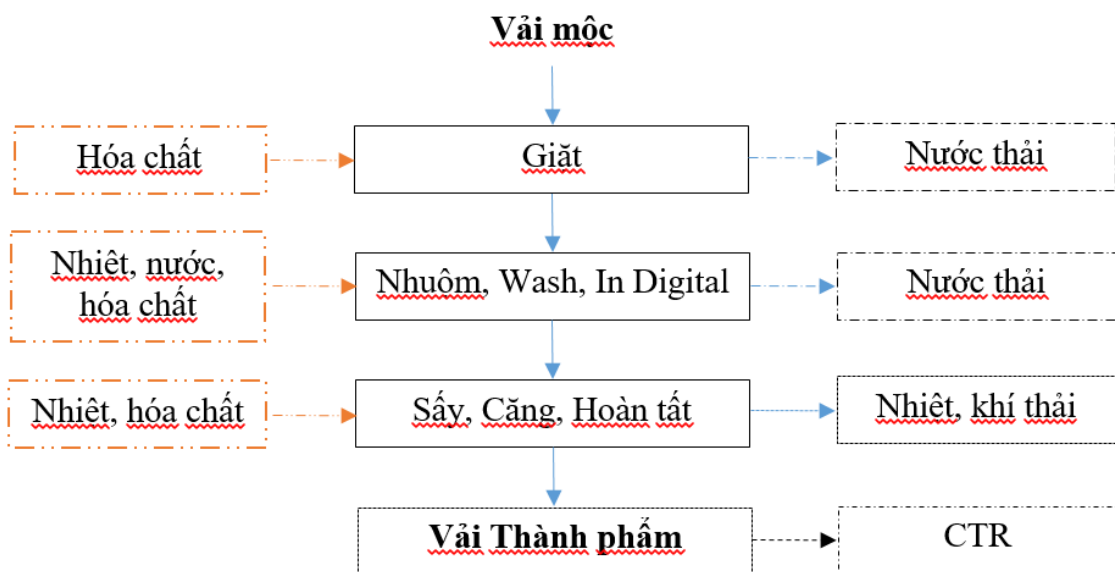 Vải mộc
Hóa chất
Giặt
Nước thải
Nhiệt, nước,
hóa chất
Nhuộm, Wash, In Digital
Nước thải
Nhiệt, hóa chất
Sấy, Căng, Hoàn tất
Nhiệt, khí thải
Vải Thành phẩm
CTR